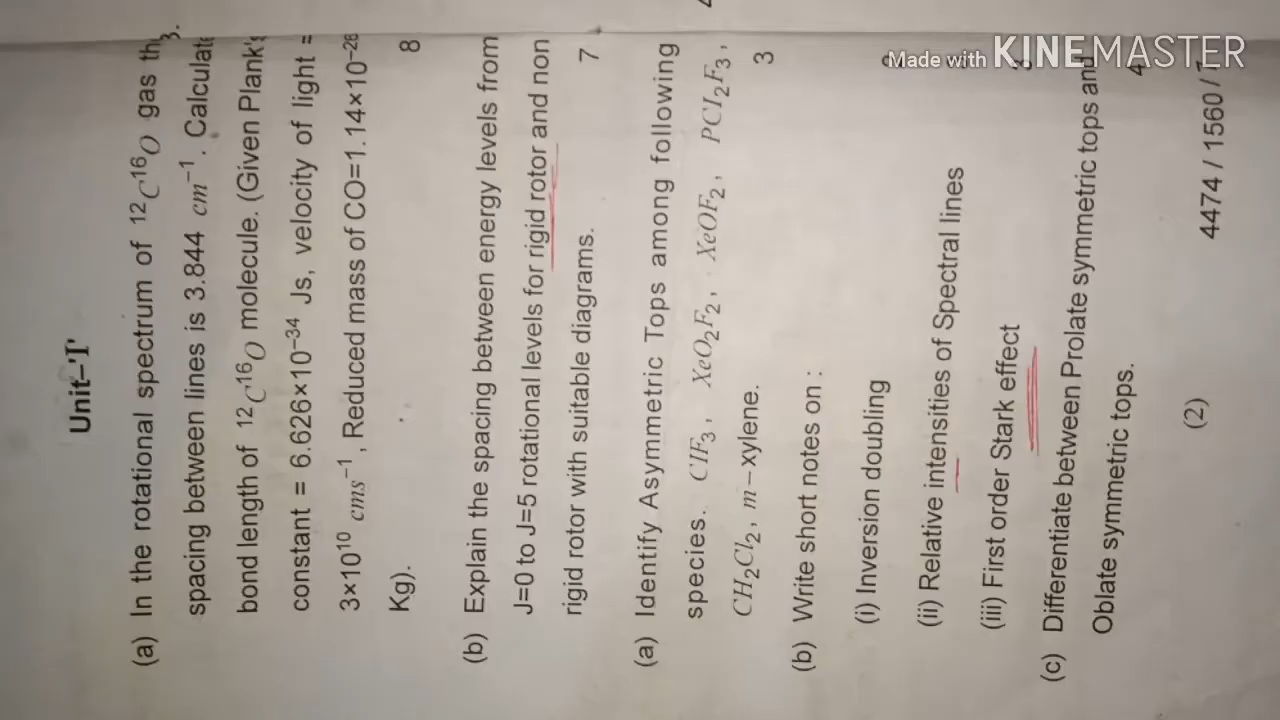 Unit–'I'
(a) In the rotational spectrum of ¹²C¹⁶O gas
spacing between lines is 3.844 cm⁻¹. Calculate
bond length of ¹²C¹⁶O molecule. (Given Plank's
constant = 6.626×10⁻³⁴ Js, velocity of light =
3×10¹⁰ cms⁻¹, Reduced mass of CO=1.14×10⁻²⁶
Kg). 8
(b) Explain the spacing between energy levels from
J=0 to J=5 rotational levels for rigid rotor and non
rigid rotor with suitable diagrams. 7
3.
(a) Identify Asymmetric Tops among following
species. ClF₃, XeO₂F₂, XeOF₂, PCI₂F₃,
CH₂Cl₂, m–xylene. 3
(b) Write short notes on :
(i) Inversion doubling
(ii) Relative intensities of Spectral lines
(iii) First order Stark effect 3
(c) Differentiate between Prolate symmetric tops and
Oblate symmetric tops. 4
(2) 4474 / 1560 /
Made with KINEMASTER